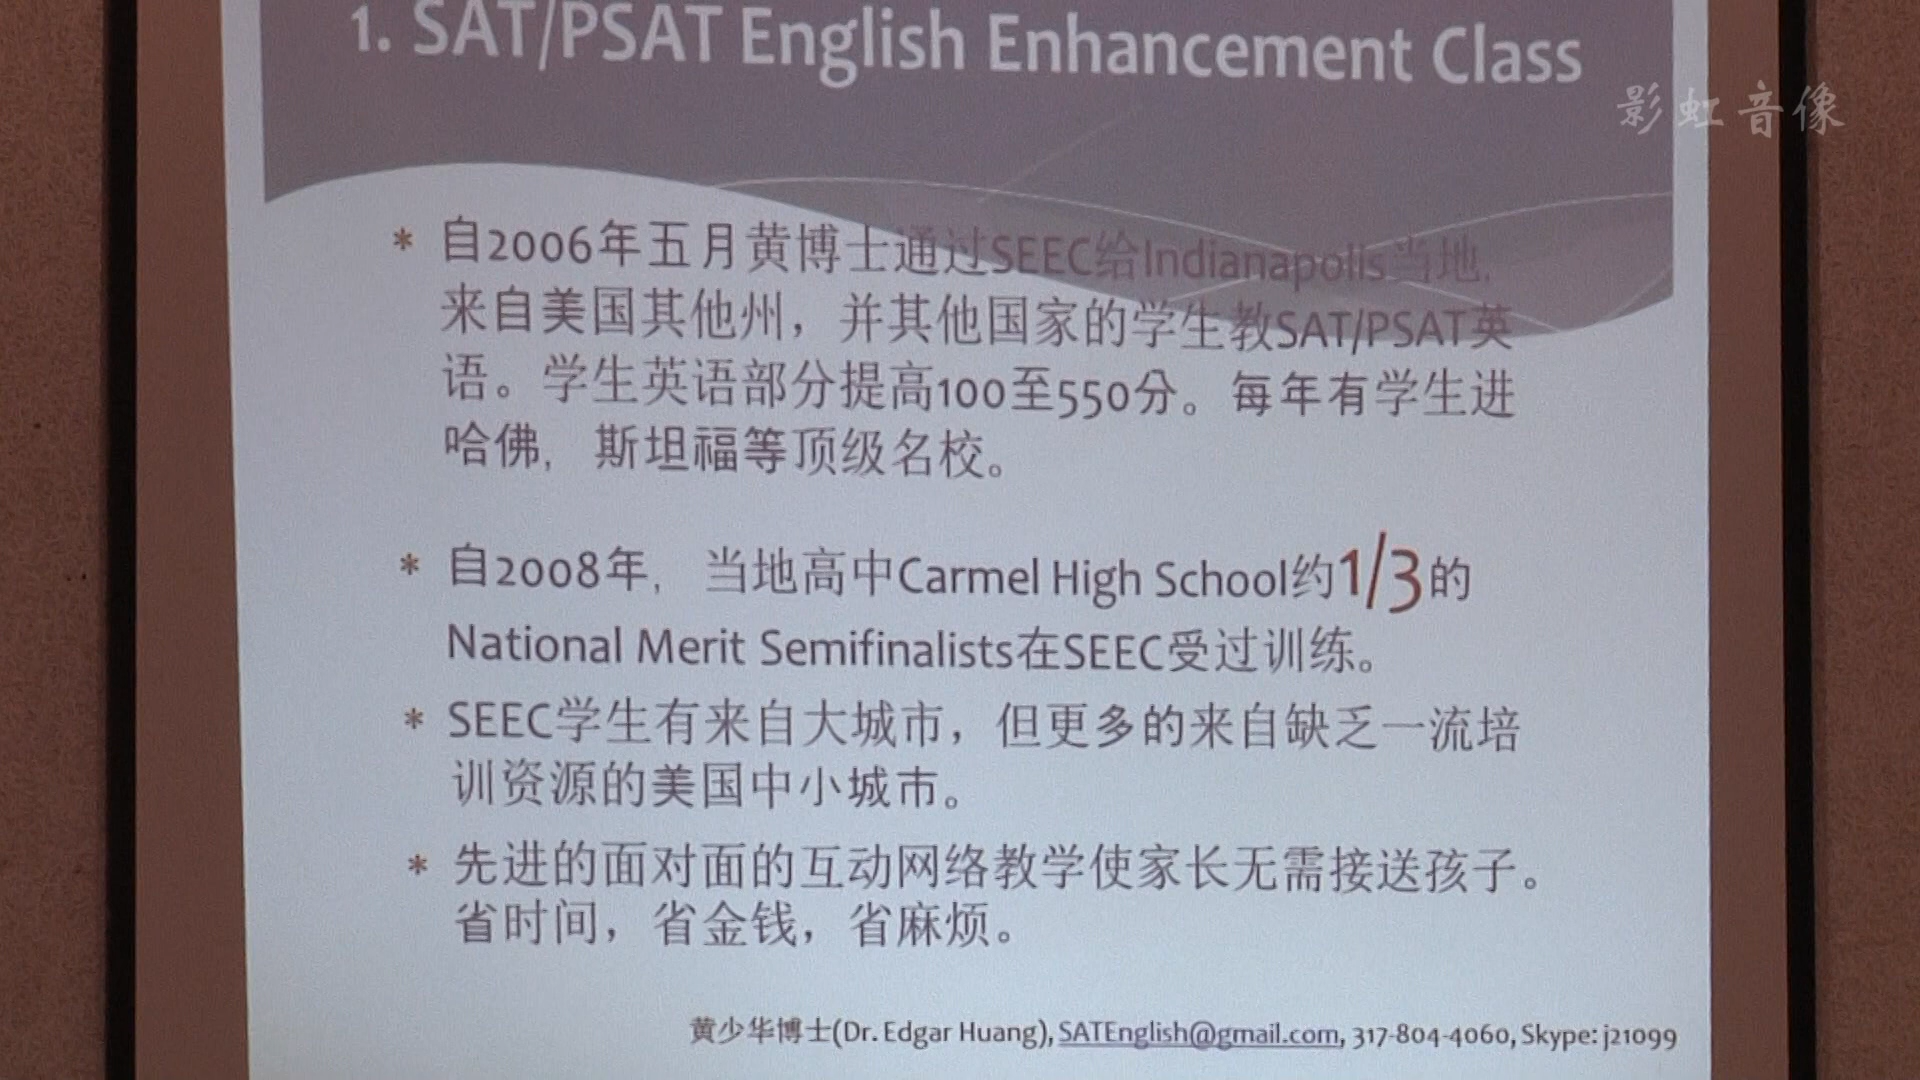 1. SAT/PSAT English Enhancement Class
影虹音像
* 自2006年五月黄博士通过SEEC给Indianapolis当地,
来自美国其他州，并其他国家的学生教SAT/PSAT英
语。学生英语部分提高100至550分。每年有学生进
哈佛, 斯坦福等顶级名校。
* 自2008年, 当地高中Carmel High School约1/3的
National Merit Semifinalists在SEEC受过训练。
* SEEC学生有来自大城市，但更多的来自缺乏一流培
训资源的美国中小城市。
* 先进的面对面的互动网络教学使家长无需接送孩子。
省时间，省金钱，省麻烦。
黄少华博士(Dr. Edgar Huang), SATEnglish@gmail.com, 317-804-4060, Skype: j21099